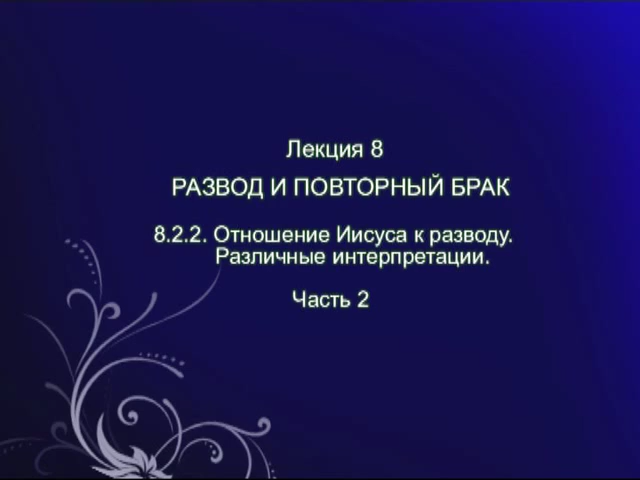 Лекция 8
РАЗВОД И ПОВТОРНЫЙ БРАК
8.2.2. Отношение Иисуса к разводу.
Различные интерпретации.
Часть 2